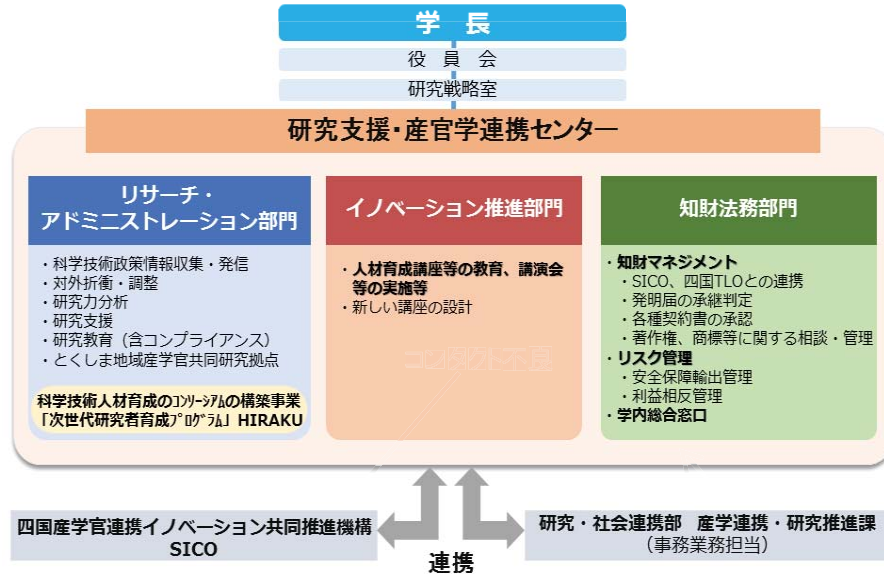 学 長
役 員 会
研究戦略室
研究支援・産官学連携センター
リサーチ・
アドミニストレーション部門
・科学技術政策情報収集・発信
・対外折衝・調整
・研究力分析
・研究支援
・研究教育（含コンプライアンス）
・とくしま地域産学官共同研究拠点
科学技術人材育成のｺﾝｿｰｼｱﾑの構築事業
「次世代研究者育成ﾌﾟﾛｸﾞﾗﾑ」HIRAKU
イノベーション推進部門
・人材育成講座等の教育、講演会
等の実施等
・新しい講座の設計
コンタクト不良
知財法務部門
・知財マネジメント
・SICO、四国TLOとの連携
・発明届の承継判定
・各種契約書の承認
・著作権、商標等に関する相談・管理
・リスク管理
・安全保障輸出管理
・利益相反管理
・学内総合窓口
四国産学官連携イノベーション共同推進機構
SICO
連携
研究・社会連携部 産学連携・研究推進課
（事務業務担当）